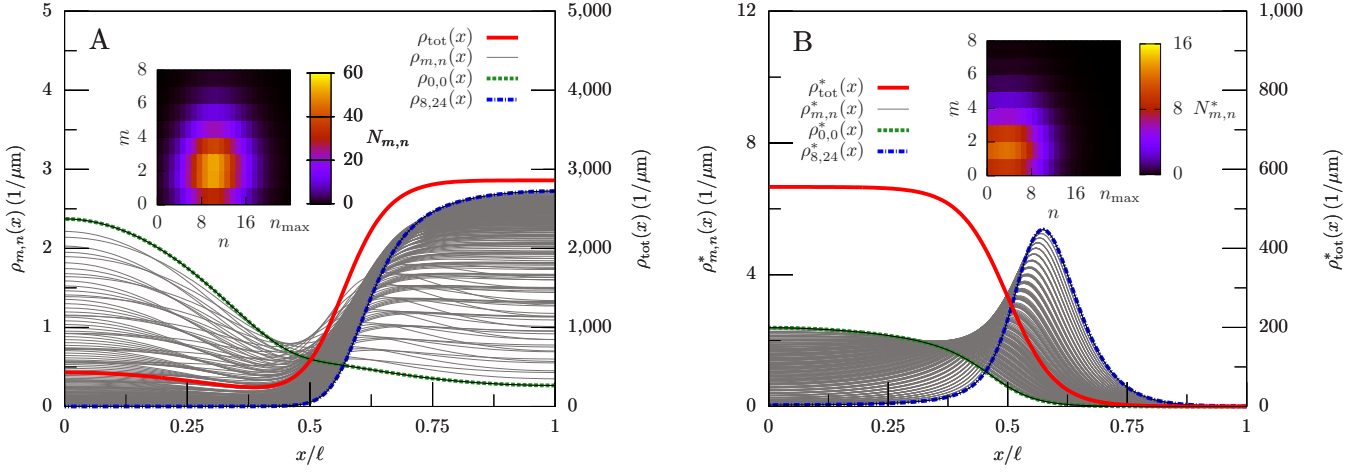 A
ρtot(x)
ρm,n(x)
ρ0,0(x)
ρ8,24(x)
8
6
4
2
0
m
8
16
nmax
n
60
40
20
0
Nm,n
5
4
3
2
1
0
ρm,n(x) (1/μm)
5,000
4,000
3,000
2,000
1,000
0
ρtot(x) (1/μm)
0
0.25
0.5
0.75
1
x/ℓ
B
ρ*tot(x)
ρ*m,n(x)
ρ*0,0(x)
ρ*8,24(x)
8
6
4
2
0
m
0
8
16
24
nmax
n
16
8
0
N*m,n
12
8
4
0
ρ*m,n(x) (1/μm)
1,000
800
600
400
200
0
ρ*tot(x) (1/μm)
0
0.25
0.5
0.75
1
x/ℓ